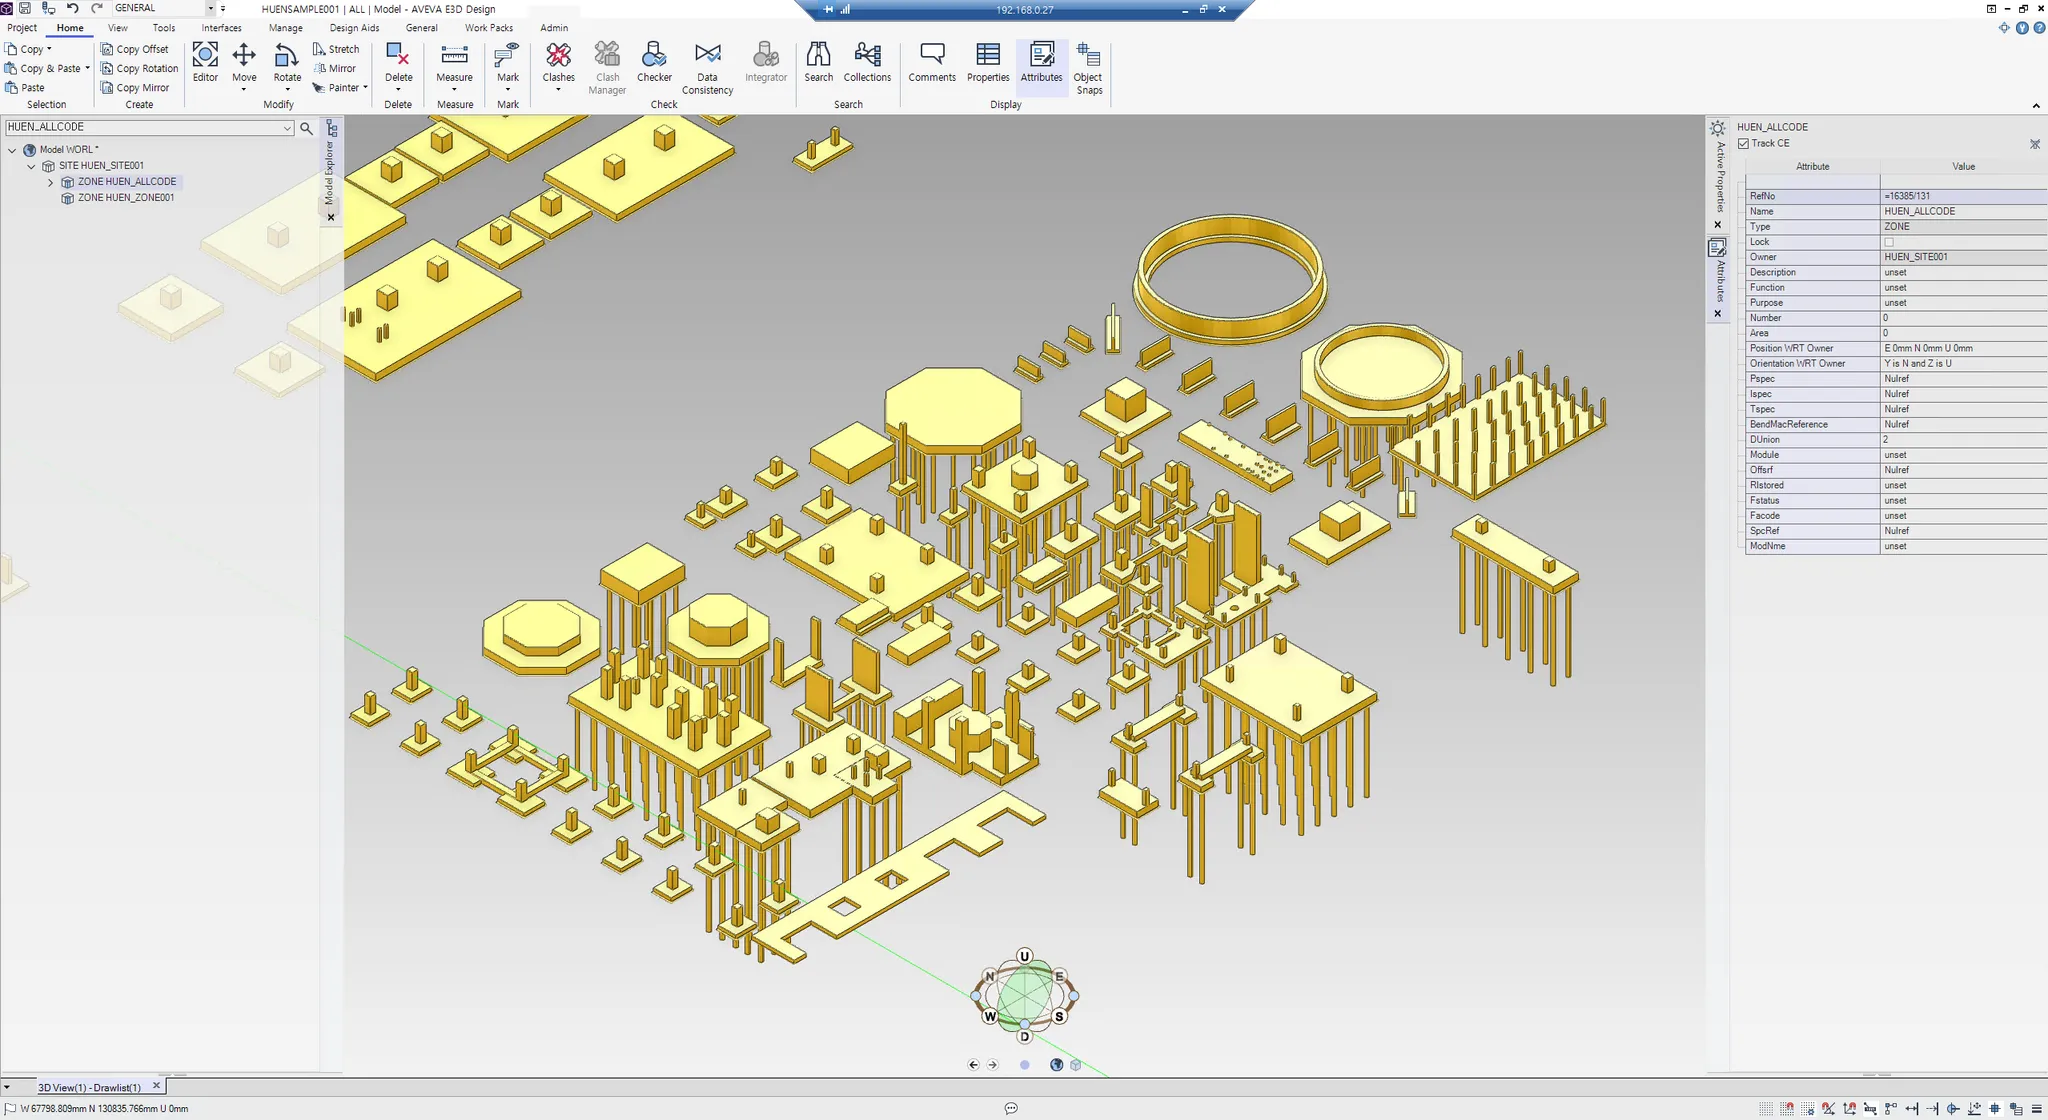 GENERAL
HUENSAMPLE001 | ALL | Model - AVEVA E3D Design
192.168.0.27
Project Home View Tools Interfaces Manage Design Aids General Work Packs Admin
Copy
Copy & Paste
Paste
Selection
Copy Offset
Copy Rotation
Copy Mirror
Create
Editor
Move
Rotate
Stretch
Mirror
Painter
Modify
Delete
Delete
Measure
Measure
Mark
Mark
Clashes
Clash
Manager
Checker
Data
Consistency
Integrator
Check
Search
Collections
Search
Comments
Properties
Attributes
Object
Snaps
Display
HUEN_ALLCODE
Model WORL *
SITE HUEN_SITE001
ZONE HUEN_ALLCODE
ZONE HUEN_ZONE001
Model Explorer
U
N
E
W
S
D
Active Properties
Attributes
HUEN_ALLCODE
Track CE
Attribute Value
RefNo =16385/131
Name HUEN_ALLCODE
Type ZONE
Lock
Owner HUEN_SITE001
Description unset
Function unset
Purpose unset
Number 0
Area 0
Position WRT Owner E 0mm N 0mm U 0mm
Orientation WRT Owner Y is N and Z is U
Pspec Nulref
Ispec Nulref
Tspec Nulref
BendMacReference Nulref
DUnion 2
Module unset
Offsrf Nulref
Rlstored unset
Fstatus unset
Facode unset
SpcRef Nulref
ModNme unset
3D View(1) - Drawlist(1)
W 67798.809mm N 130835.766mm U 0mm